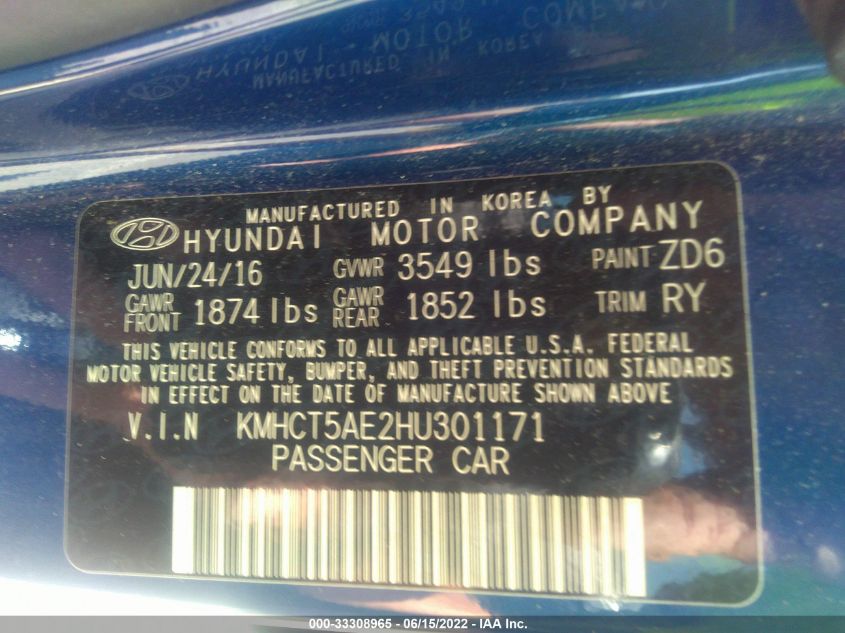 MANUFACTURED IN KOREA BY
HYUNDAI MOTOR COMPANY
JUN/24/16 GVWR 3549 lbs PAINT ZD6
GAWR FRONT 1874 lbs GAWR REAR 1852 lbs TRIM RY
THIS VEHICLE CONFORMS TO ALL APPLICABLE U.S.A. FEDERAL
MOTOR VEHICLE SAFETY, BUMPER, AND THEFT PREVENTION STANDARDS
IN EFFECT ON THE DATE OF MANUFACTURE SHOWN ABOVE
V.I.N KMHCT5AE2HU301171
PASSENGER CAR
000-33308965 - 06/15/2022 - IAA Inc.